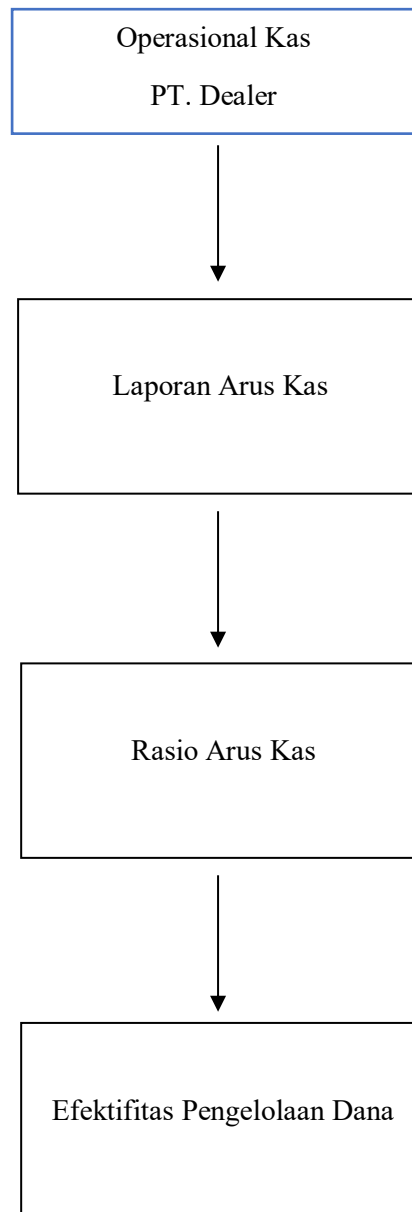 Operasional Kas
PT. Dealer
Laporan Arus Kas
Rasio Arus Kas
Efektifitas Pengelolaan Dana